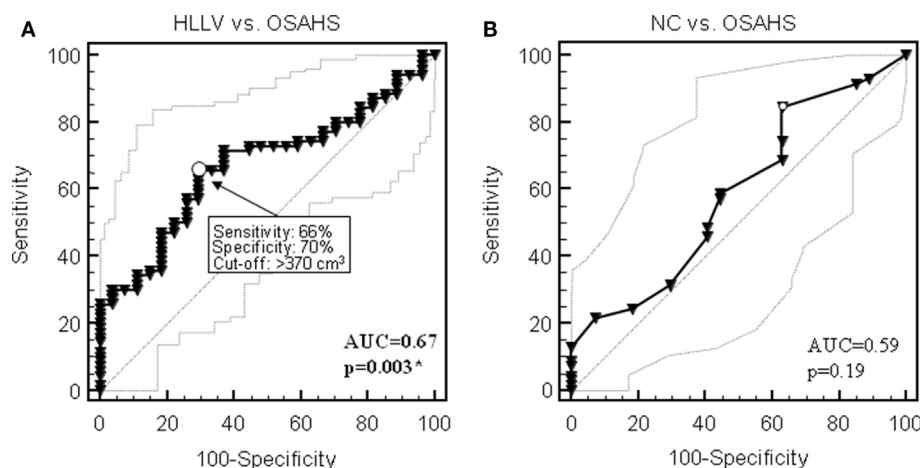 A
HLLV vs. OSAHS
100
80
60
40
20
0
Sensitivity
Sensitivity: 66%
Specificity: 70%
Cut-off: >370 cm³
AUC=0.67
p=0.003*
0 20 40 60 80 100
100-Specificity
B
NC vs. OSAHS
100
80
60
40
20
0
Sensitivity
AUC=0.59
p=0.19
0 20 40 60 80 100
100-Specificity